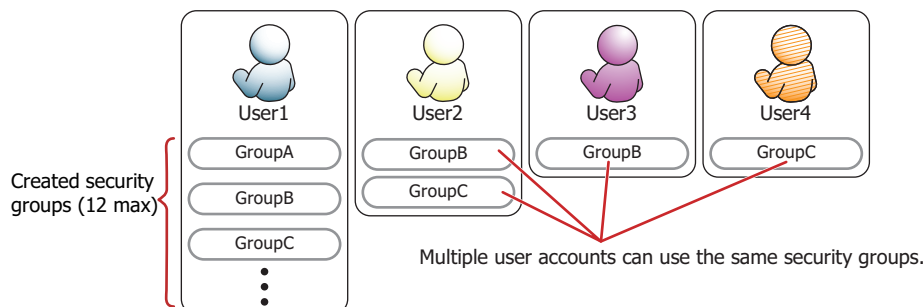 User1
GroupA
GroupB
GroupC
User2
GroupB
GroupC
User3
GroupB
User4
GroupC
Created security
groups (12 max)
Multiple user accounts can use the same security groups.